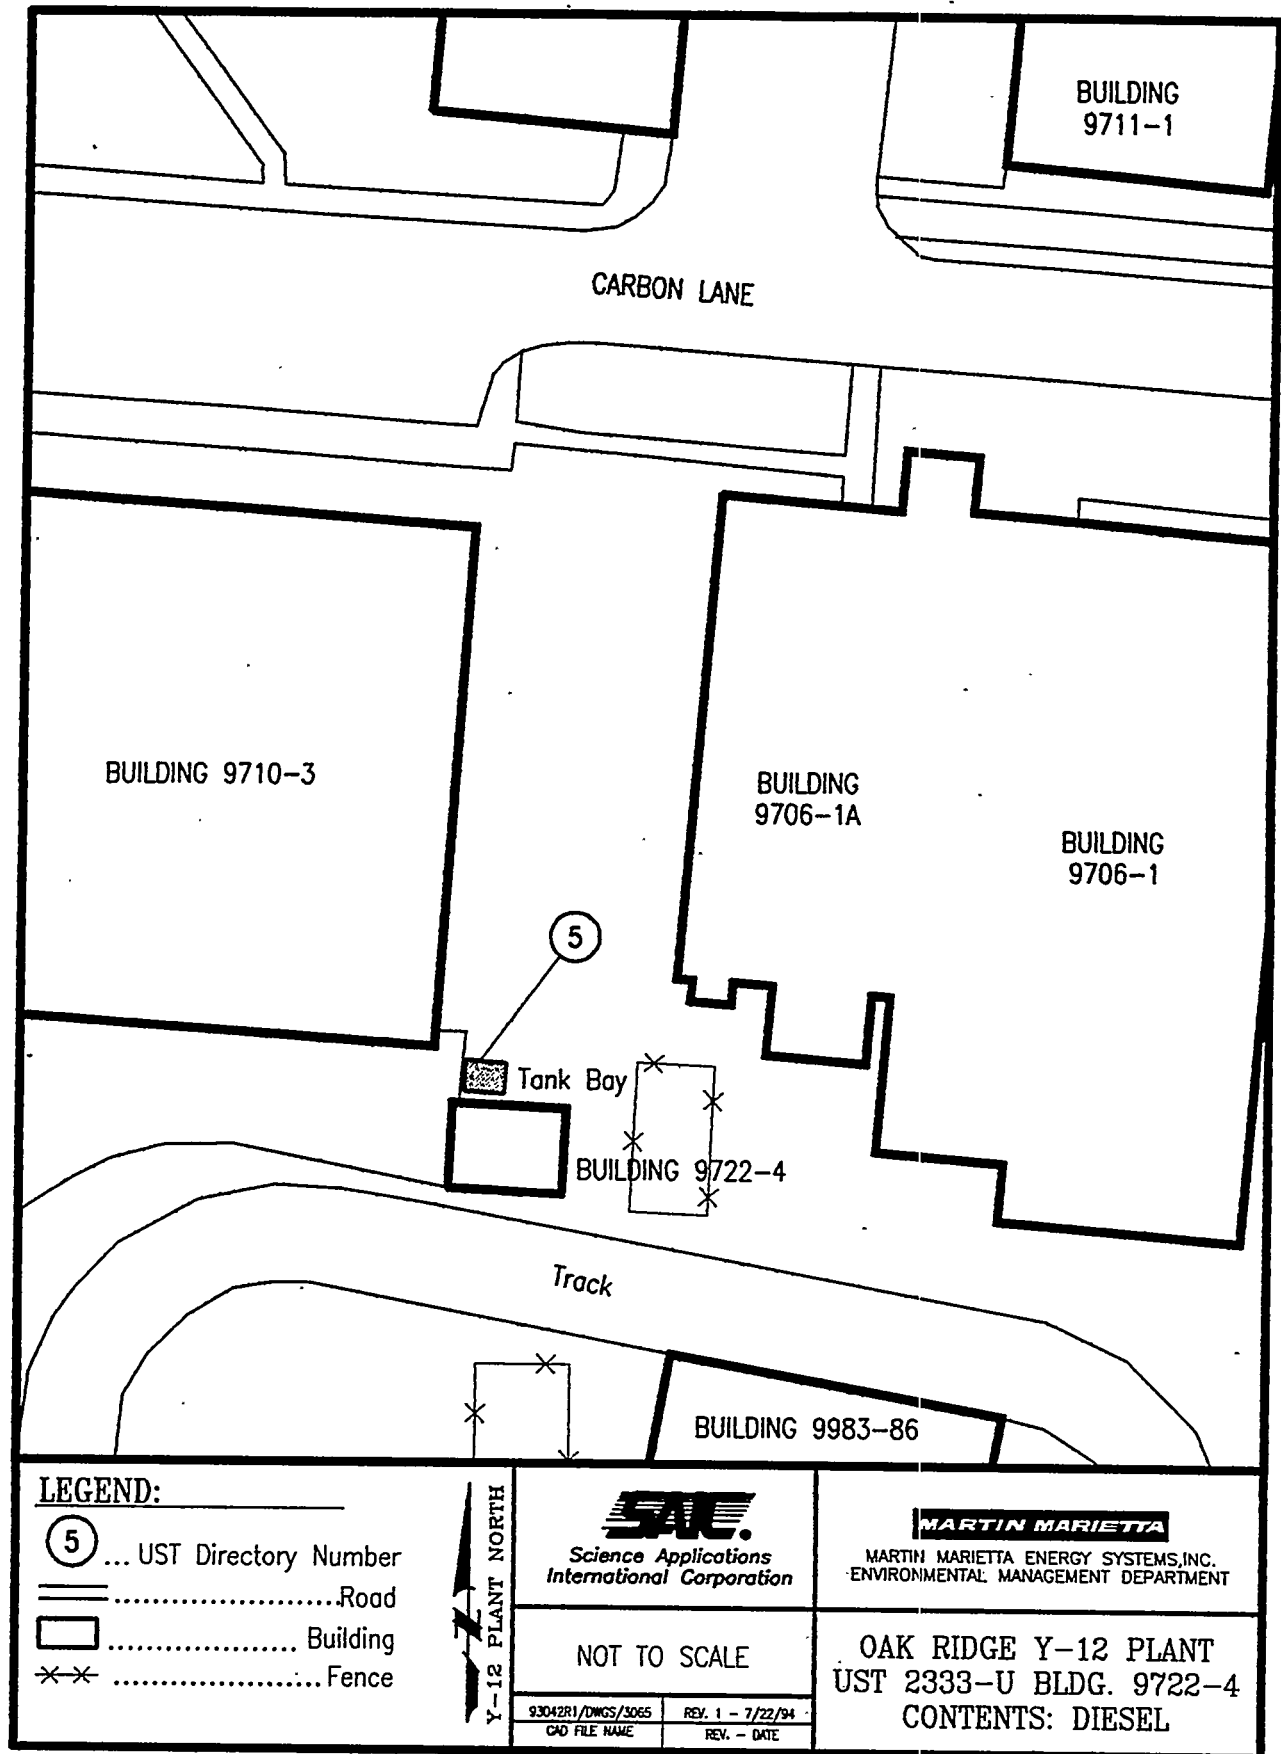 BUILDING
9711-1
CARBON LANE
BUILDING 9710-3
BUILDING
9706-1A
BUILDING
9706-1
5
Tank Bay
BUILDING 9722-4
Track
BUILDING 9983-86
LEGEND:
5 ... UST Directory Number
........................Road
.................... Building
...................... Fence
Y-12 PLANT NORTH
N
SAIC.
Science Applications
International Corporation
MARTIN MARIETTA
MARTIN MARIETTA ENERGY SYSTEMS,INC.
ENVIRONMENTAL MANAGEMENT DEPARTMENT
NOT TO SCALE
93042R1/DWGS/3065
CAD FILE NAME
REV. 1 - 7/22/94
REV. - DATE
OAK RIDGE Y-12 PLANT
UST 2333-U BLDG. 9722-4
CONTENTS: DIESEL